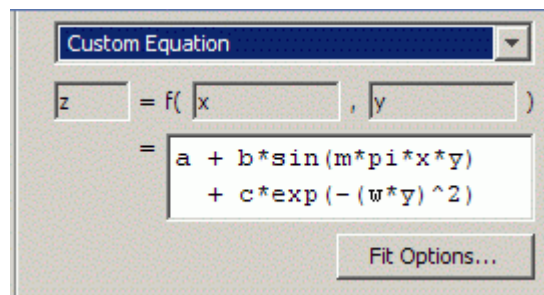 Custom Equation
z = f( x , y )
= a + b*sin(m*pi*x*y)
+ c*exp(-(w*y)^2)
Fit Options...